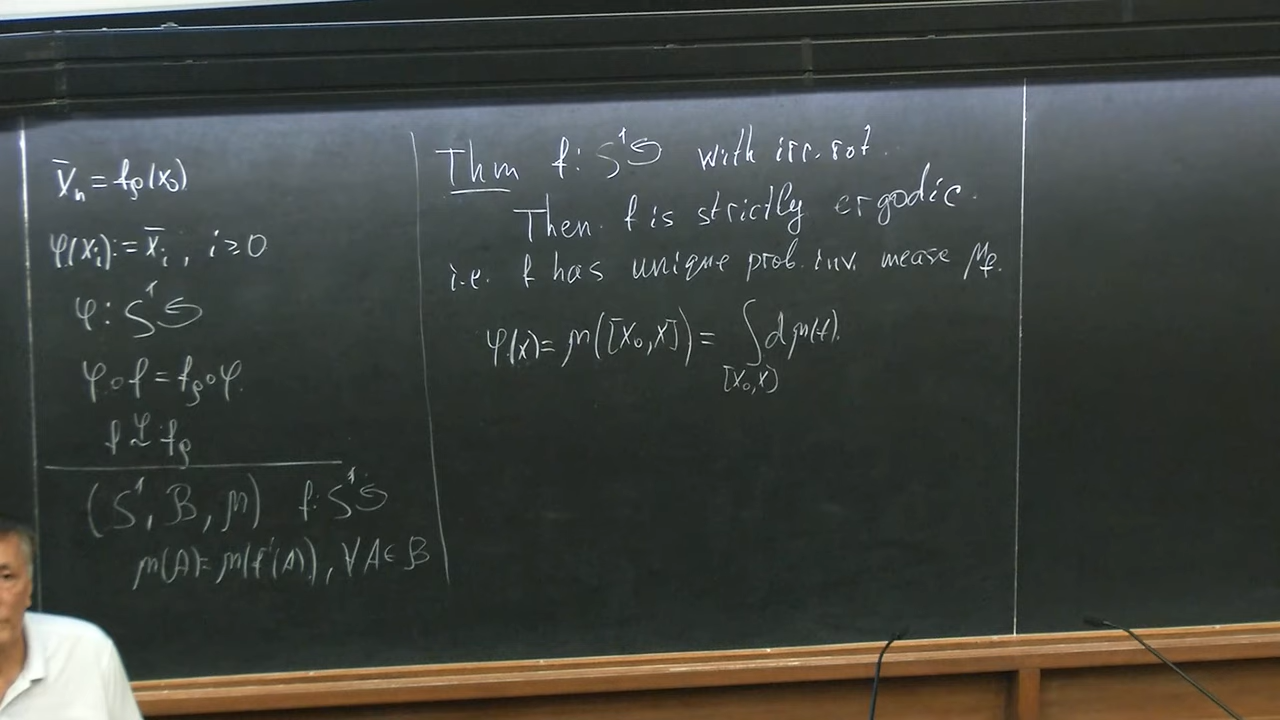 x̄ₙ = f_ρ(x₀)
φ(xᵢ) := x̄ᵢ, i ≥ 0
φ: S¹↺
φ∘f = f_ρ∘φ.
f ~^φ f_ρ
(S¹, B, μ) f: S¹↺
μ(A) = μ(f⁻¹(A)), ∀A ∈ B
Thm f: S¹↺ with irr. rot.
Then f is strictly ergodic.
i.e. f has unique prob. inv. measure μ_f.
φ(x) = μ([x₀, x]) = ∫_[x₀, x) dμ(t).